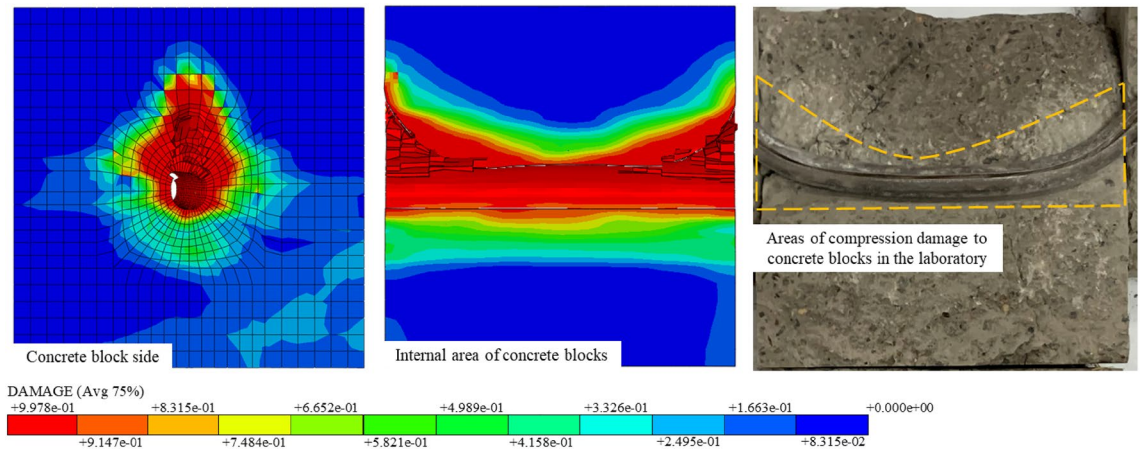 Concrete block side
Internal area of concrete blocks
Areas of compression damage to
concrete blocks in the laboratory
DAMAGE (Avg 75%)
+9.978e-01 +8.315e-01 +6.652e-01 +4.989e-01 +3.326e-01 +1.663e-01 +0.000e+00
+9.147e-01 +7.484e-01 +5.821e-01 +4.158e-01 +2.495e-01 +8.315e-02